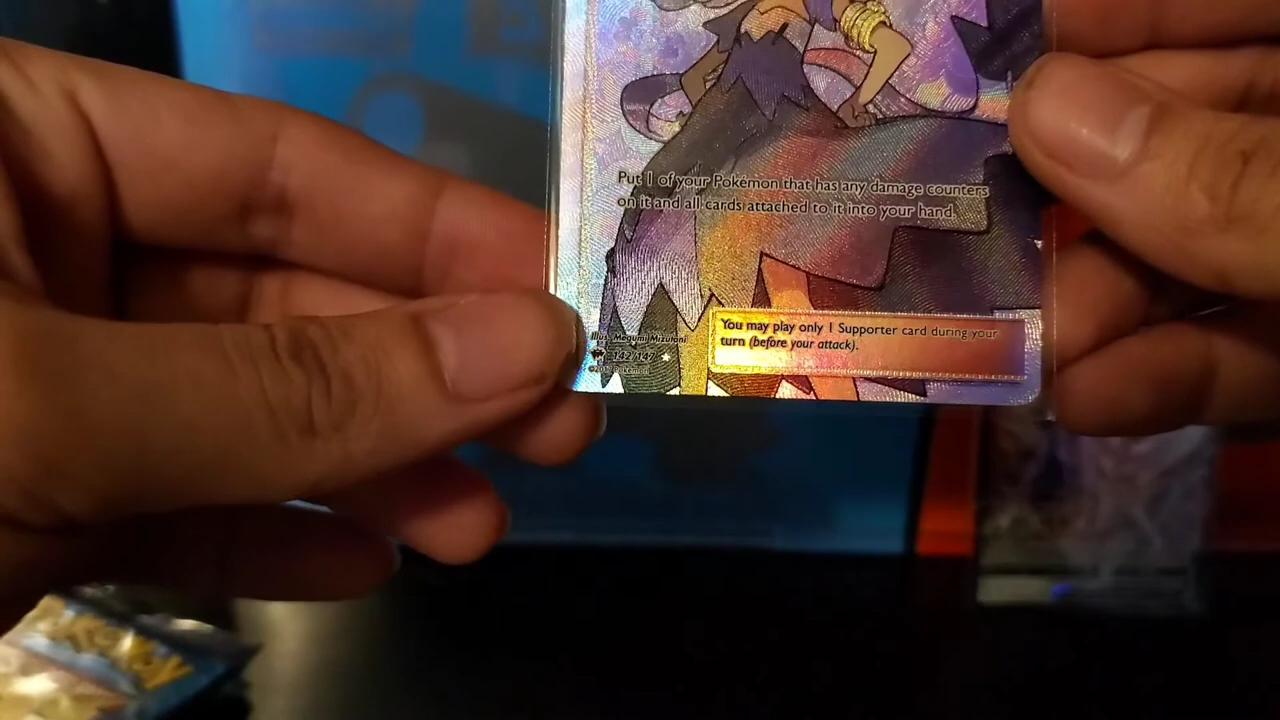 Put 1 of your Pokémon that has any damage counters
on it and all cards attached to it into your hand.
You may play only 1 Supporter card during your
turn (before your attack).
Illus. Megumi Mizutani
142/147
©2017 Pokémon